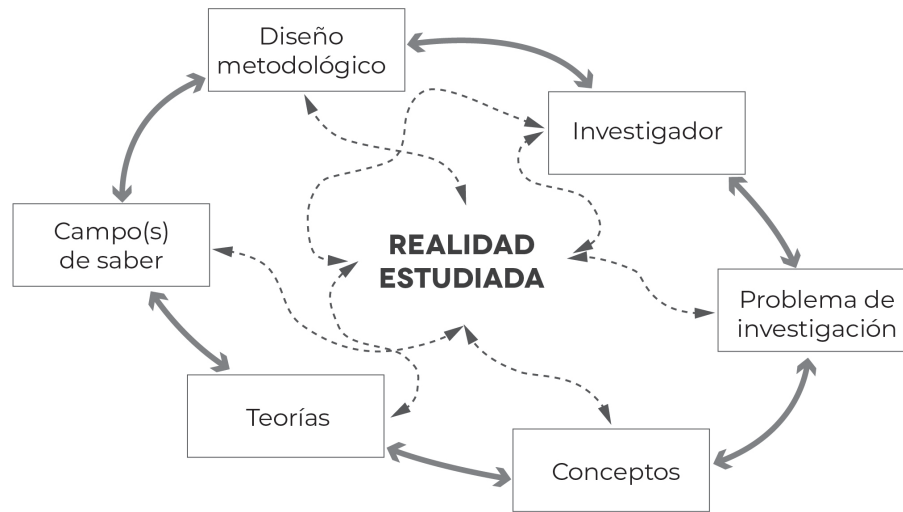 Diseño
metodológico
Investigador
Campo(s)
de saber
REALIDAD
ESTUDIADA
Problema de
investigación
Teorías
Conceptos